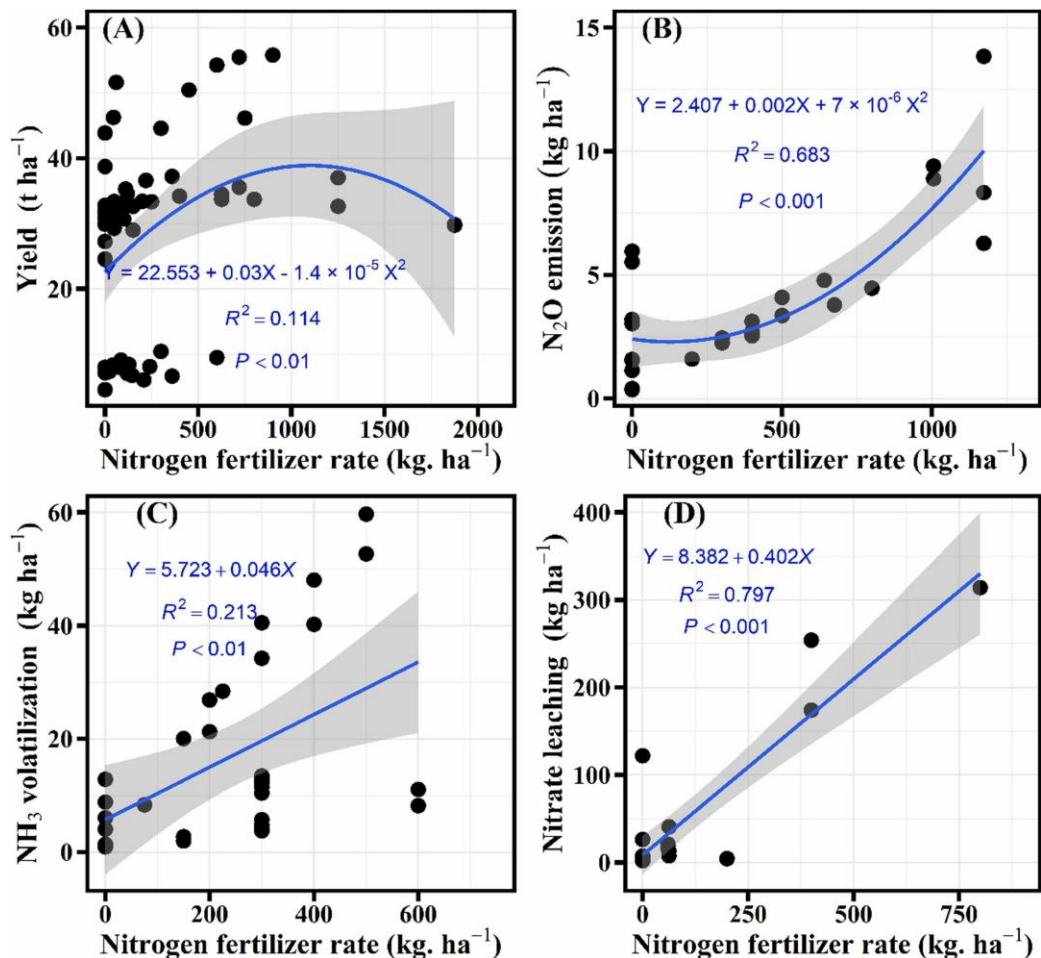 (A)
Yield (t ha⁻¹)
60
40
20
Y = 22.553 + 0.03X - 1.4 × 10⁻⁵ X²
R² = 0.114
P < 0.01
0 500 1000 1500 2000
Nitrogen fertilizer rate (kg. ha⁻¹)
(B)
N₂O emission (kg ha⁻¹)
15
10
5
0
Y = 2.407 + 0.002X + 7 × 10⁻⁶ X²
R² = 0.683
P < 0.001
0 500 1000
Nitrogen fertilizer rate (kg. ha⁻¹)
(C)
NH₃ volatilization (kg ha⁻¹)
60
40
20
0
Y = 5.723 + 0.046X
R² = 0.213
P < 0.01
0 200 400 600
Nitrogen fertilizer rate (kg. ha⁻¹)
(D)
Nitrate leaching (kg ha⁻¹)
400
300
200
100
0
Y = 8.382 + 0.402X
R² = 0.797
P < 0.001
0 250 500 750
Nitrogen fertilizer rate (kg. ha⁻¹)